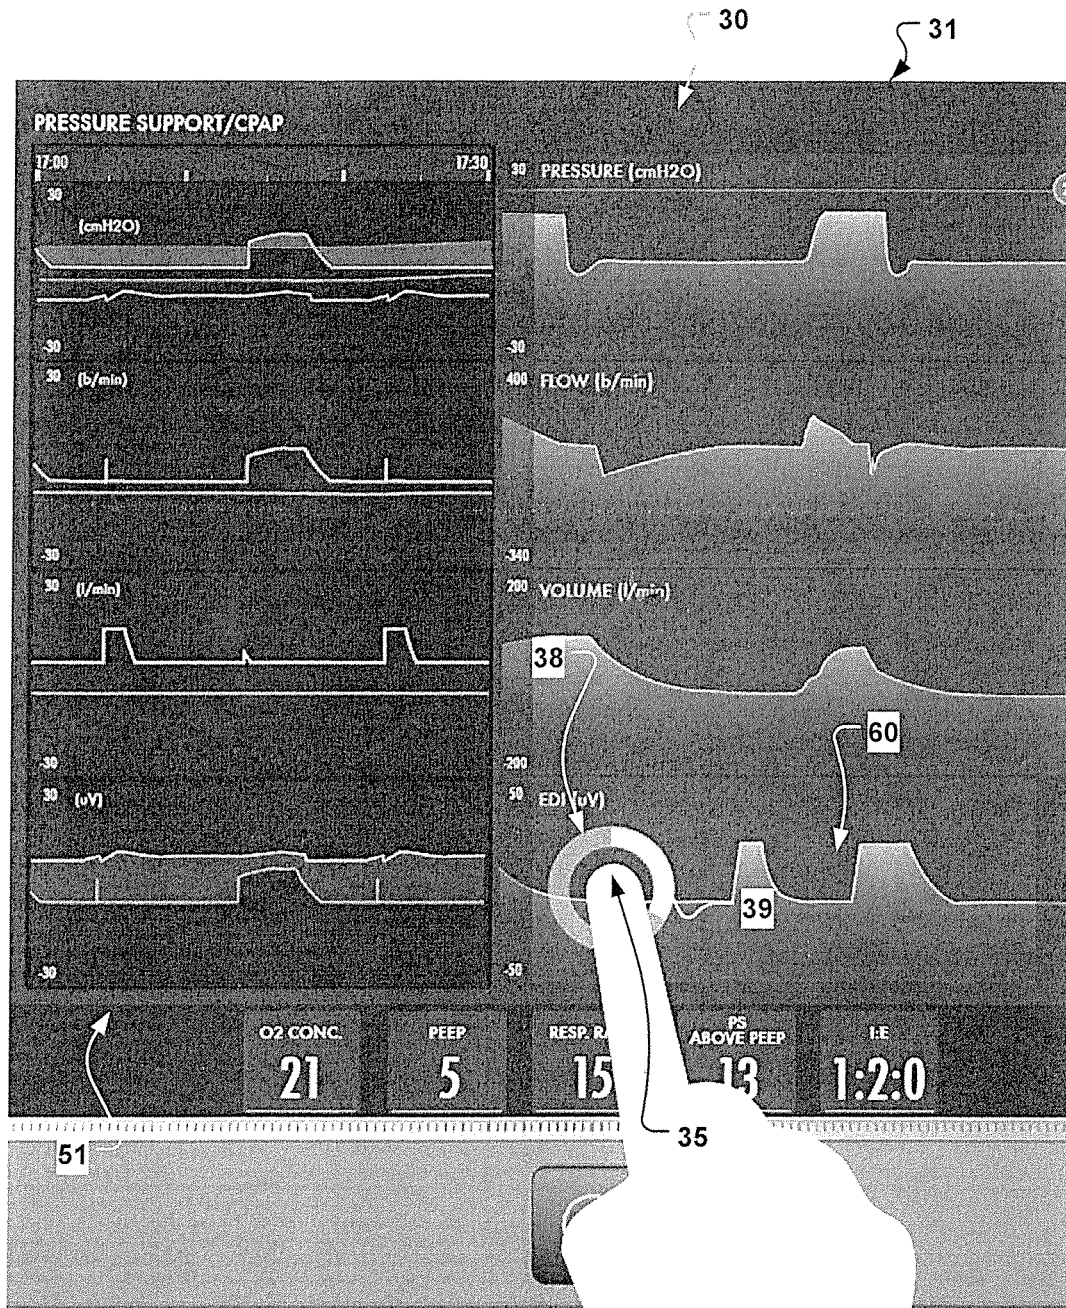 30
31
PRESSURE SUPPORT/CPAP
17:00
17:30
30
(cmH2O)
-30
30 (b/min)
-30
30 (l/min)
-30
30 (uV)
-30
30 PRESSURE (cmH2O)
-30
400 FLOW (b/min)
-340
200 VOLUME (l/min)
38
60
-200
50 EDI (uV)
39
-50
O2 CONC.
21
PEEP
5
RESP.
15
PS
ABOVE PEEP
13
I:E
1:2:0
51
35